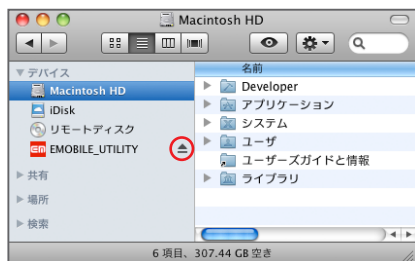 Macintosh HD
デバイス
Macintosh HD
iDisk
リモートディスク
EM
EMOBILE_UTILITY
共有
場所
検索
名前
Developer
アプリケーション
システム
ユーザ
ユーザーズガイドと情報
ライブラリ
6 項目、307.44 GB 空き